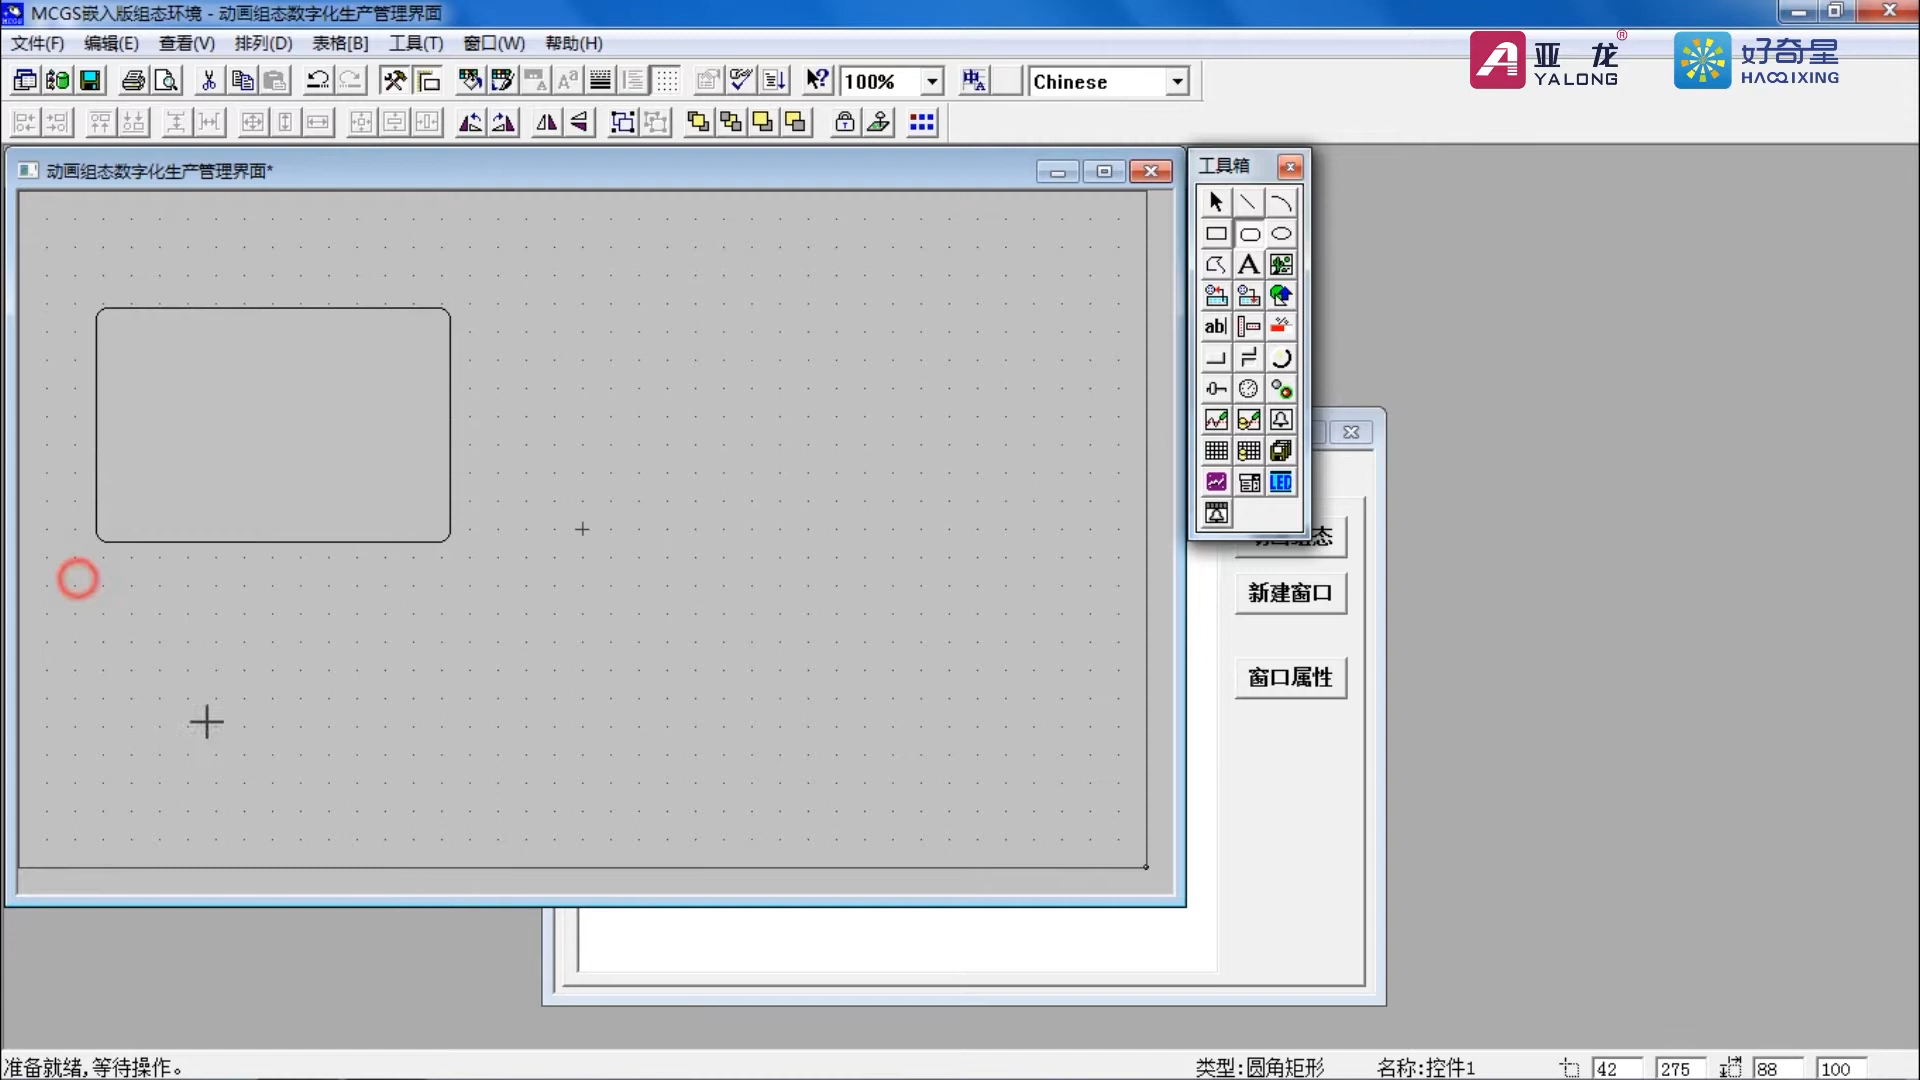 MCGS嵌入版组态环境 - 动画组态数字化生产管理界面
文件(F) 编辑(E) 查看(V) 排列(D) 表格[B] 工具(T) 窗口(W) 帮助(H)
亚龙®
YALONG
好奇星
HAOQIXING
100%
Chinese
动画组态数字化生产管理界面*
工具箱
A
ab|
LED
新建窗口
窗口属性
准备就绪,等待操作。
类型:圆角矩形 名称:控件1 42 275 88 100